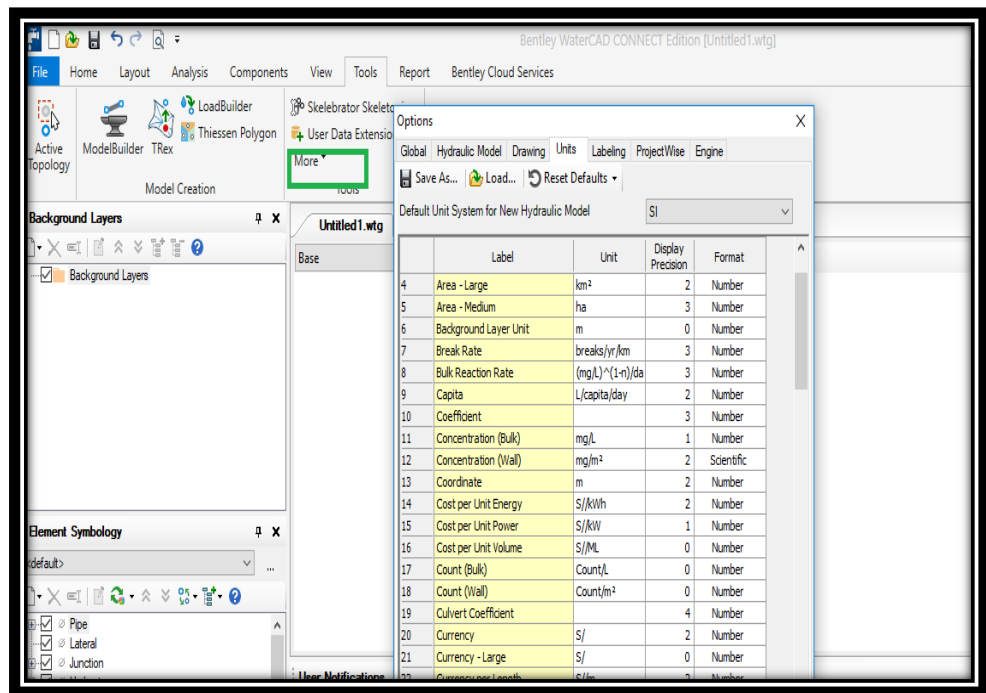 Bentley WaterCAD CONNECT Edition [Untitled1.wtg]
File Home Layout Analysis Components View Tools Report Bentley Cloud Services
Active Topology
ModelBuilder
TRex
LoadBuilder
Thiessen Polygon
Model Creation
Skelebrator
User Data
More
Tools
Background Layers
Background Layers
Element Symbology
<default>
...
Pipe
Lateral
Junction
Untitled1.wtg
Base
User Notifications
Options X
Global Hydraulic Model Drawing Units Labeling ProjectWise Engine
Save As... Load... Reset Defaults
Default Unit System for New Hydraulic Model SI
Label Unit Display Precision Format
4 Area - Large km² 2 Number
5 Area - Medium ha 3 Number
6 Background Layer Unit m 0 Number
7 Break Rate breaks/yr/km 3 Number
8 Bulk Reaction Rate (mg/L)^(1-n)/da 3 Number
9 Capita L/capita/day 2 Number
10 Coefficient 3 Number
11 Concentration (Bulk) mg/L 1 Number
12 Concentration (Wall) mg/m² 2 Scientific
13 Coordinate m 2 Number
14 Cost per Unit Energy S//kWh 2 Number
15 Cost per Unit Power S//kW 1 Number
16 Cost per Unit Volume S//ML 0 Number
17 Count (Bulk) Count/L 0 Number
18 Count (Wall) Count/m² 0 Number
19 Culvert Coefficient 4 Number
20 Currency S/ 2 Number
21 Currency - Large S/ 0 Number
22 Currency per Length S//m 2 Number